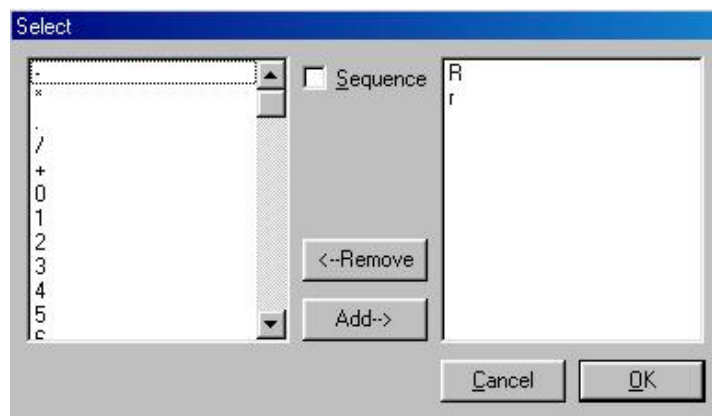 Select
-
*
.
/
+
0
1
2
3
4
5
Sequence
<--Remove
Add-->
R
r
Cancel
OK